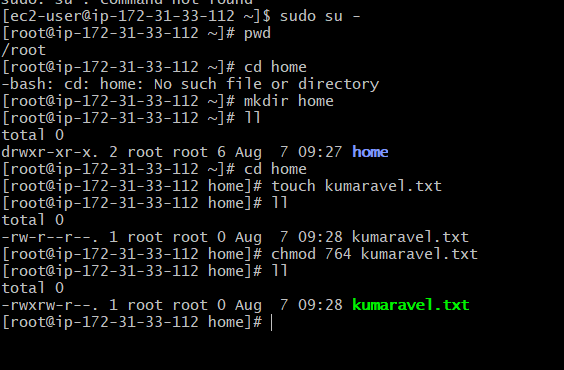 sudo: su : command not found
[ec2-user@ip-172-31-33-112 ~]$ sudo su -
[root@ip-172-31-33-112 ~]# pwd
/root
[root@ip-172-31-33-112 ~]# cd home
-bash: cd: home: No such file or directory
[root@ip-172-31-33-112 ~]# mkdir home
[root@ip-172-31-33-112 ~]# ll
total 0
drwxr-xr-x. 2 root root 6 Aug  7 09:27 home
[root@ip-172-31-33-112 ~]# cd home
[root@ip-172-31-33-112 home]# touch kumaravel.txt
[root@ip-172-31-33-112 home]# ll
total 0
-rw-r--r--. 1 root root 0 Aug  7 09:28 kumaravel.txt
[root@ip-172-31-33-112 home]# chmod 764 kumaravel.txt
[root@ip-172-31-33-112 home]# ll
total 0
-rwxrw-r--. 1 root root 0 Aug  7 09:28 kumaravel.txt
[root@ip-172-31-33-112 home]#